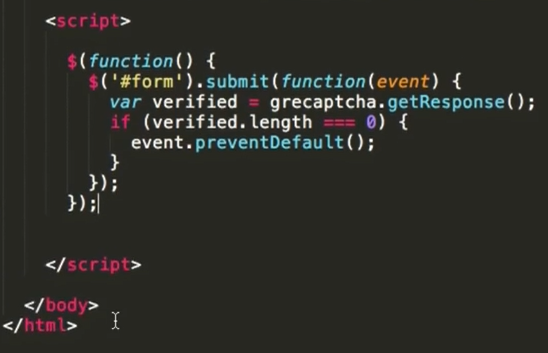 <script>
$(function() {
$('#form').submit(function(event) {
var verified = grecaptcha.getResponse();
if (verified.length === 0) {
event.preventDefault();
}
});
});
</script>
</body>
</html>